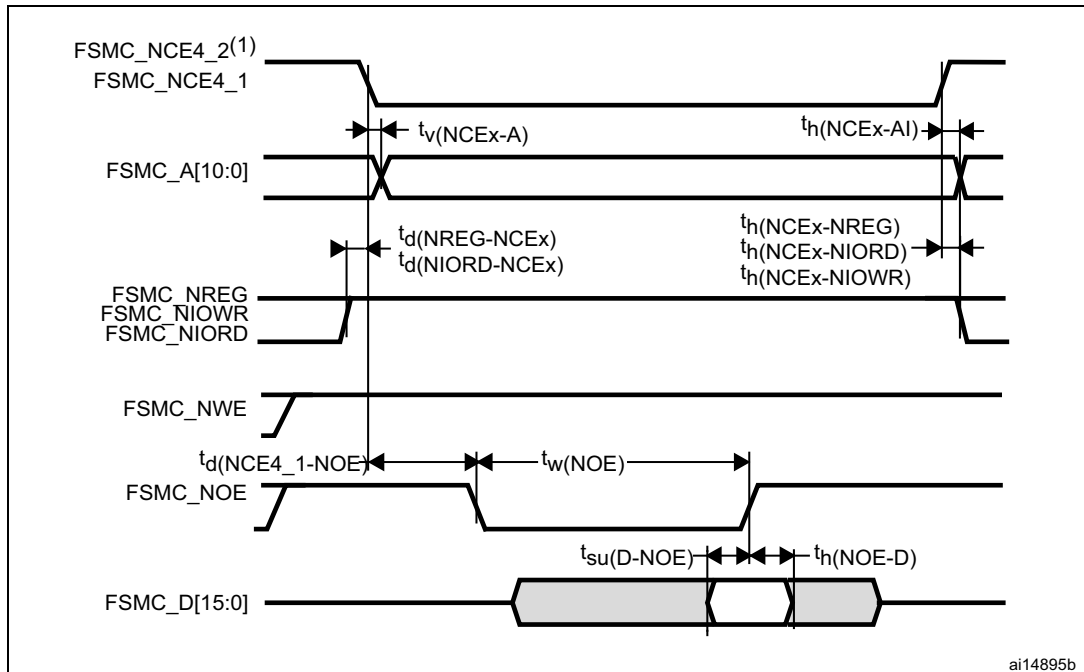 FSMC_NCE4_2(1)
FSMC_NCE4_1
tv(NCEx-A)
th(NCEx-AI)
FSMC_A[10:0]
td(NREG-NCEx)
td(NIORD-NCEx)
th(NCEx-NREG)
th(NCEx-NIORD)
th(NCEx-NIOWR)
FSMC_NREG
FSMC_NIOWR
FSMC_NIORD
FSMC_NWE
td(NCE4_1-NOE)
tw(NOE)
FSMC_NOE
tsu(D-NOE)
th(NOE-D)
FSMC_D[15:0]
ai14895b